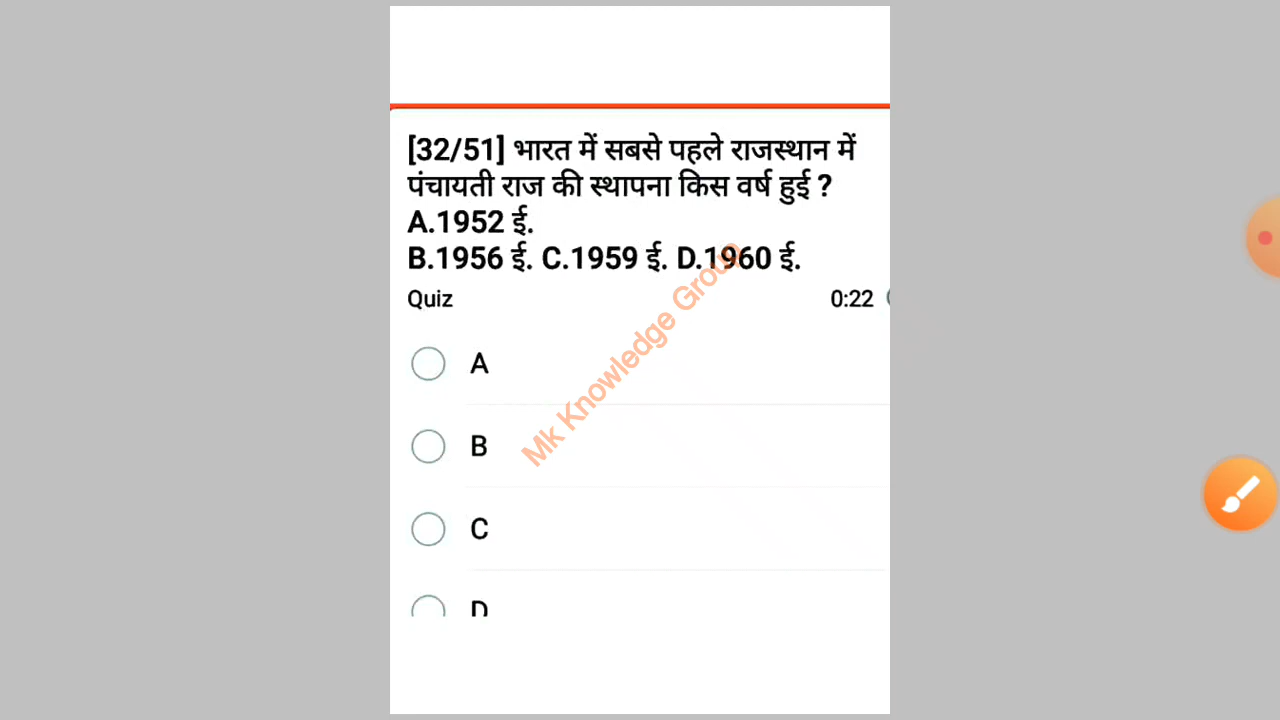 [32/51] भारत में सबसे पहले राजस्थान में
पंचायती राज की स्थापना किस वर्ष हुई ?
A.1952 ई.
B.1956 ई. C.1959 ई. D.1960 ई.
Quiz 0:22
Mk Knowledge Group
A
B
C
D